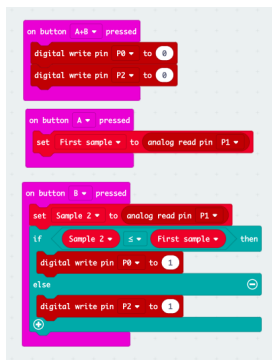 on button A+B pressed
digital write pin P0 to 0
digital write pin P2 to 0
on button A pressed
set First sample to analog read pin P1
on button B pressed
set Sample 2 to analog read pin P1
if Sample 2 ≤ First sample then
digital write pin P0 to 1
else
digital write pin P2 to 1